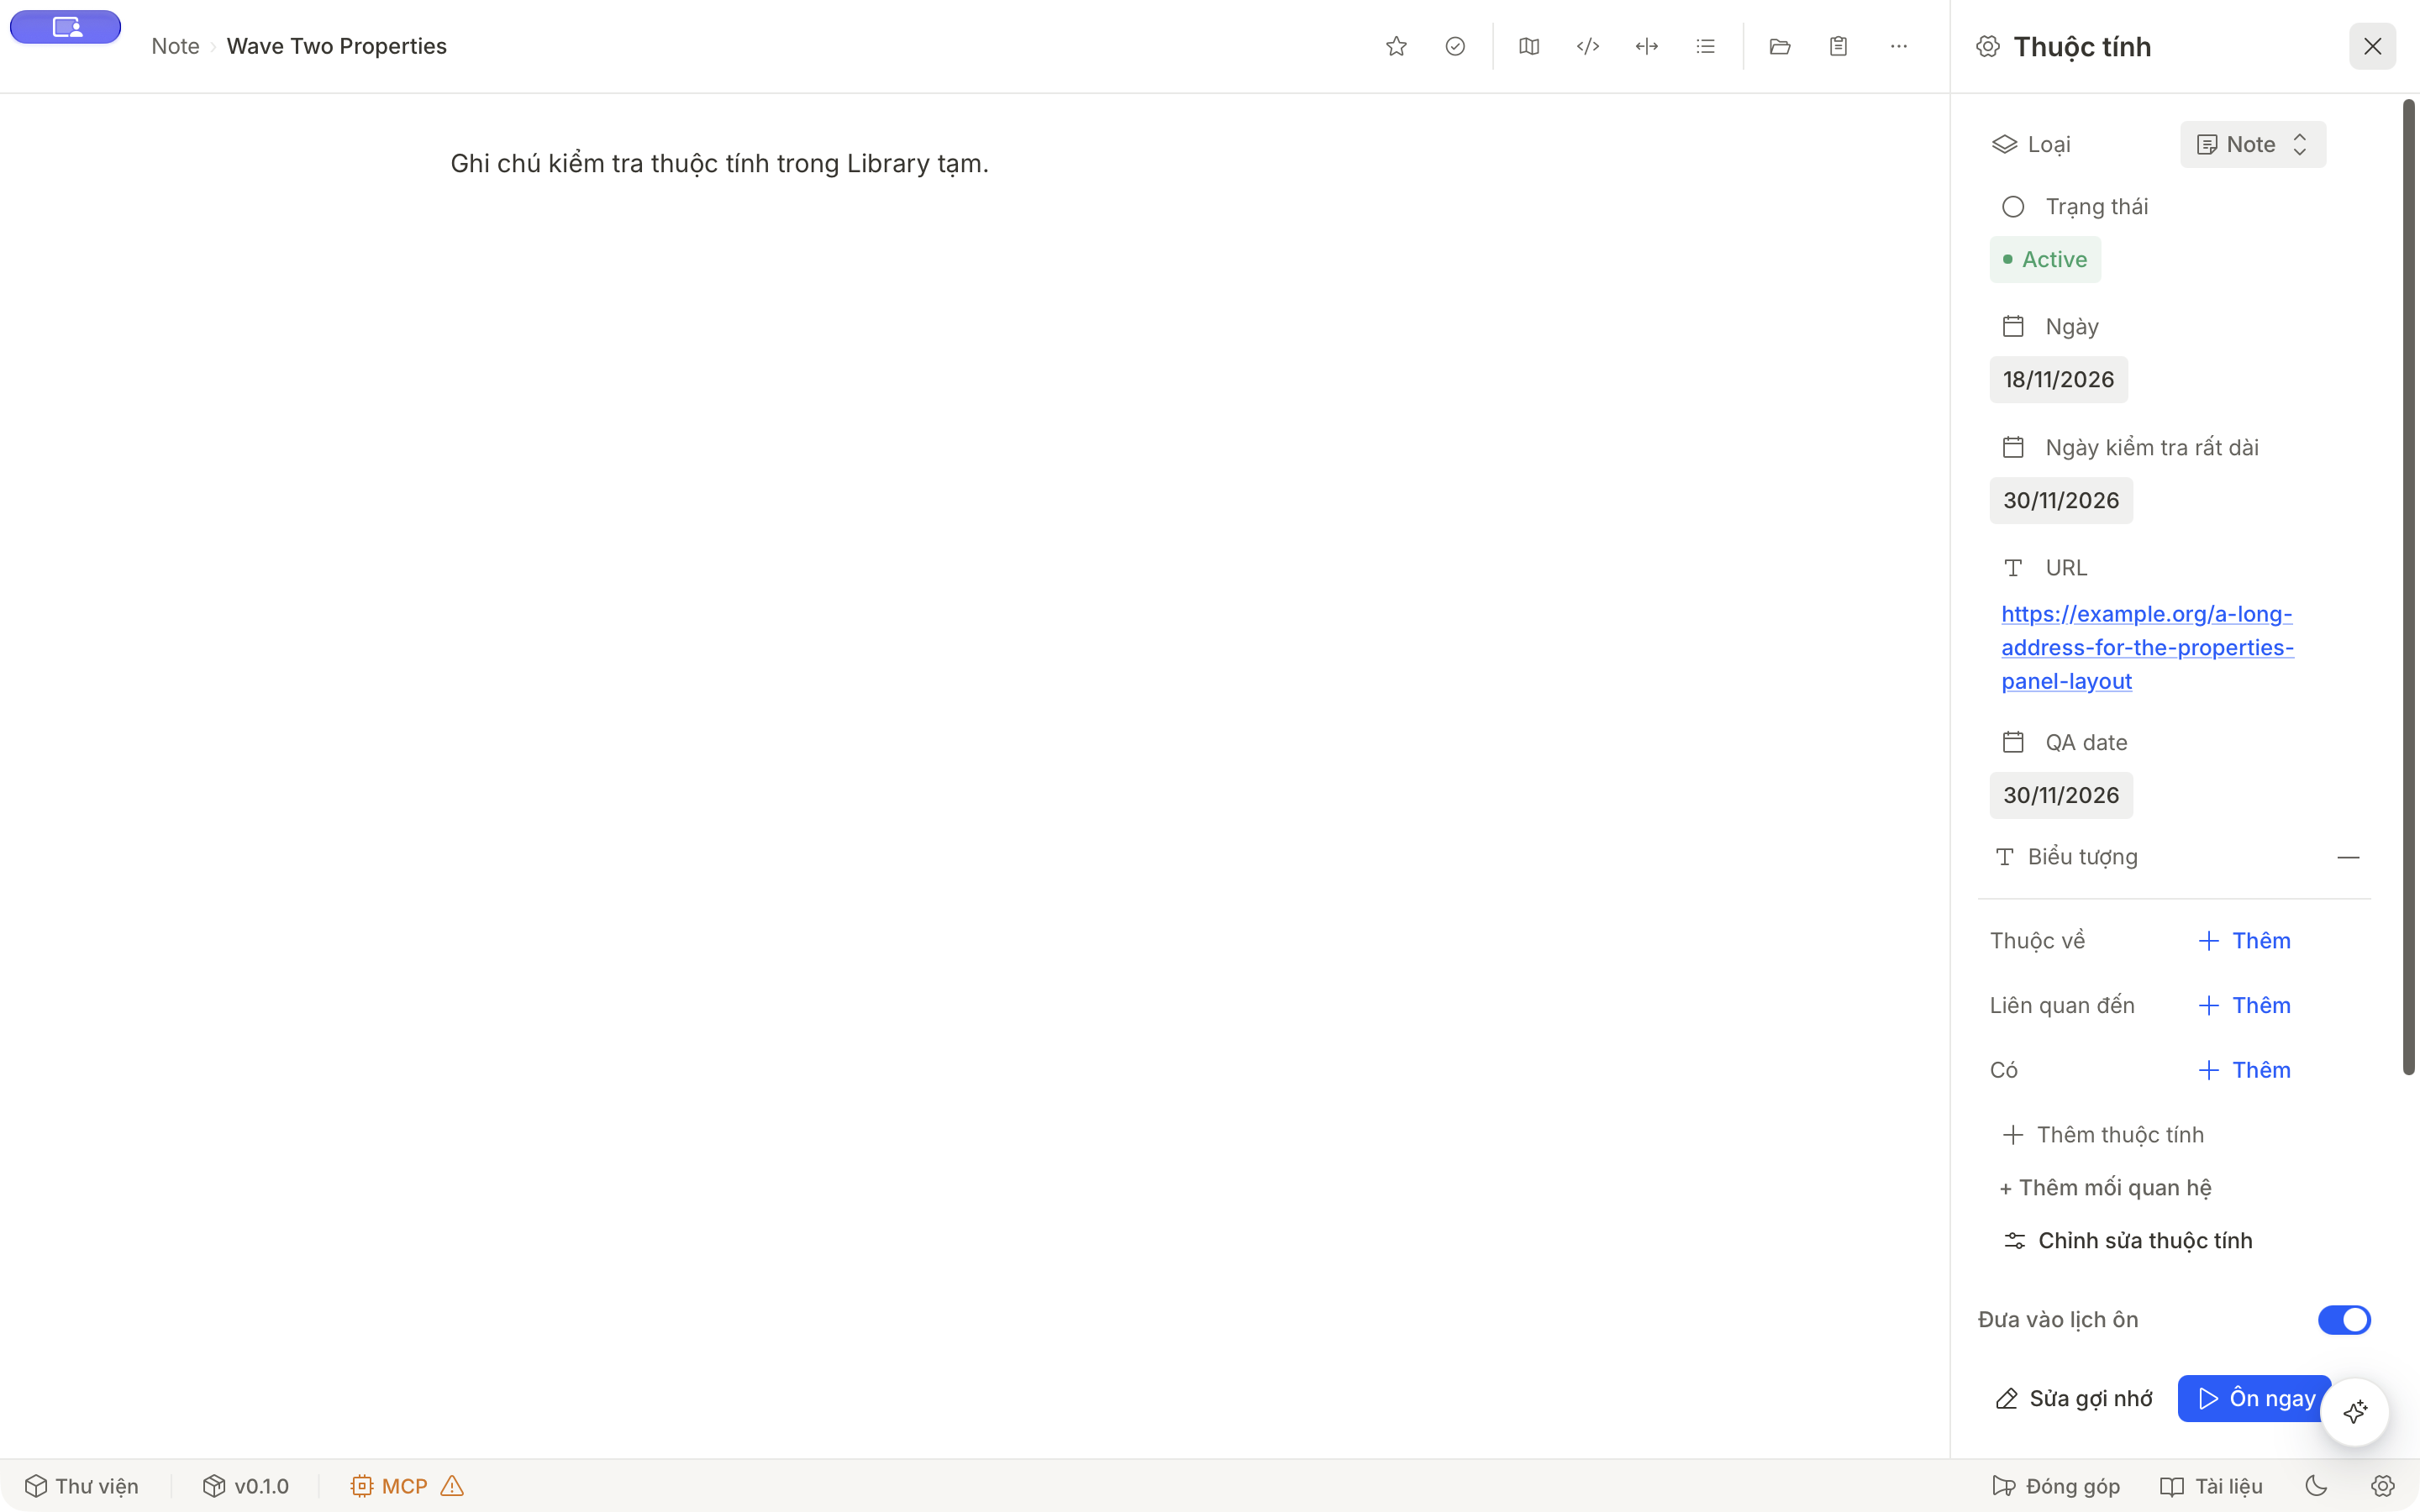 Note › Wave Two Properties
Thuộc tính
Ghi chú kiểm tra thuộc tính trong Library tạm.
Loại
Note
Trạng thái
Active
Ngày
18/11/2026
Ngày kiểm tra rất dài
30/11/2026
URL
https://example.org/a-long-
address-for-the-properties-
panel-layout
QA date
30/11/2026
Biểu tượng —
Thuộc về + Thêm
Liên quan đến + Thêm
Có + Thêm
+ Thêm thuộc tính
+ Thêm mối quan hệ
Chỉnh sửa thuộc tính
Đưa vào lịch ôn
Sửa gợi nhớ
Ôn ngay
Thư viện
v0.1.0
MCP
Đóng góp
Tài liệu